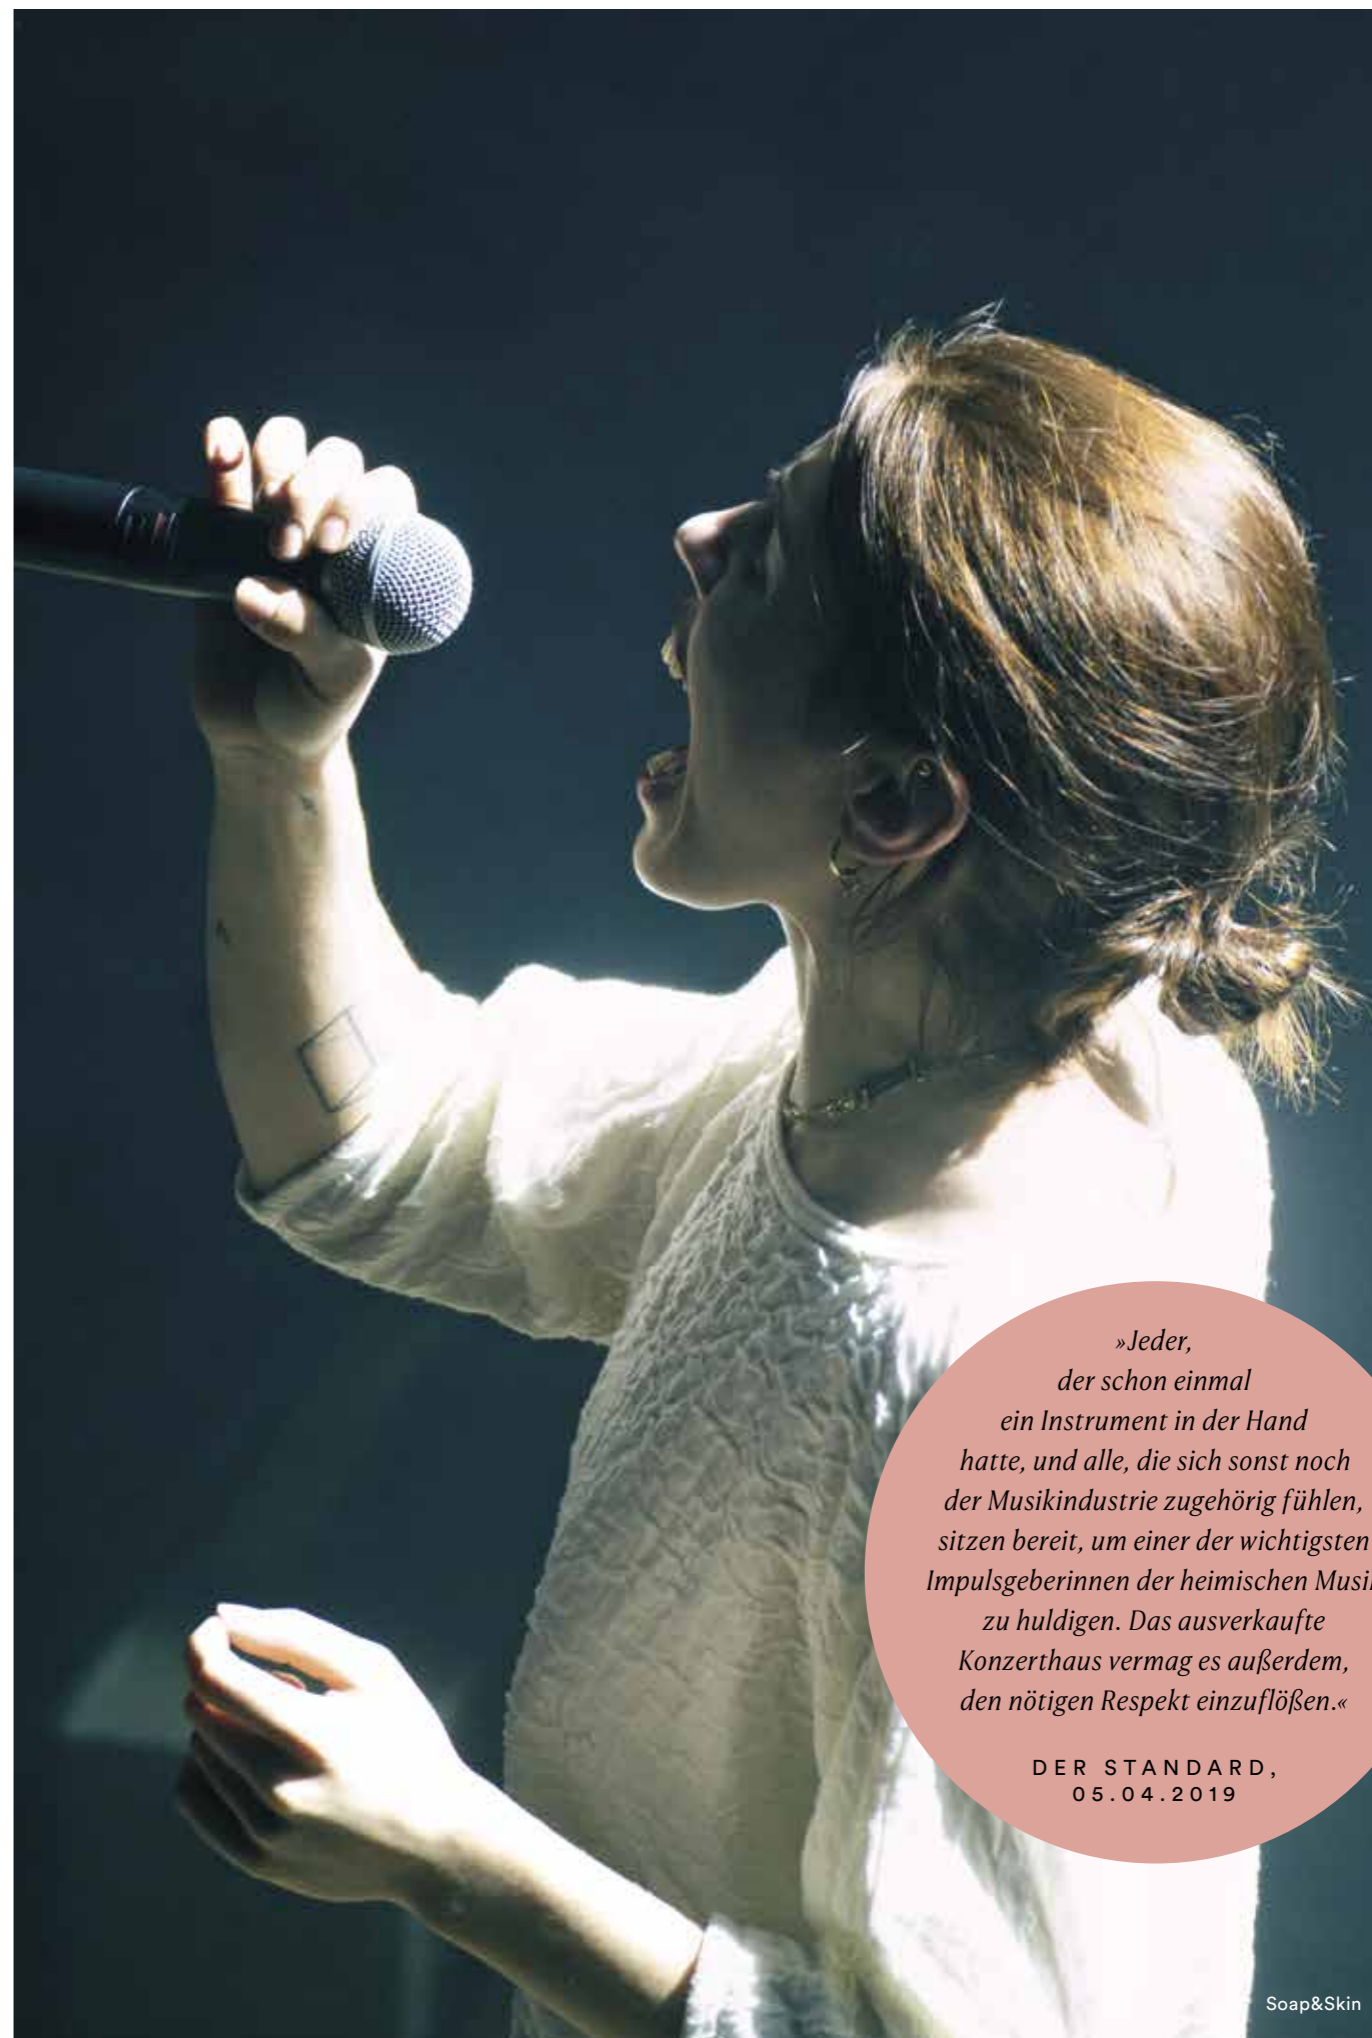 »Jeder,
der schon einmal
ein Instrument in der Hand
hatte, und alle, die sich sonst noch
der Musikindustrie zugehörig fühlen,
sitzen bereit, um einer der wichtigsten
Impulsgeberinnen der heimischen
zu huldigen. Das ausverkaufte
Konzerthaus vermag es außerdem,
den nötigen Respekt einzuflößen.«
DER STANDARD,
05.04.2019
Soap&Skin